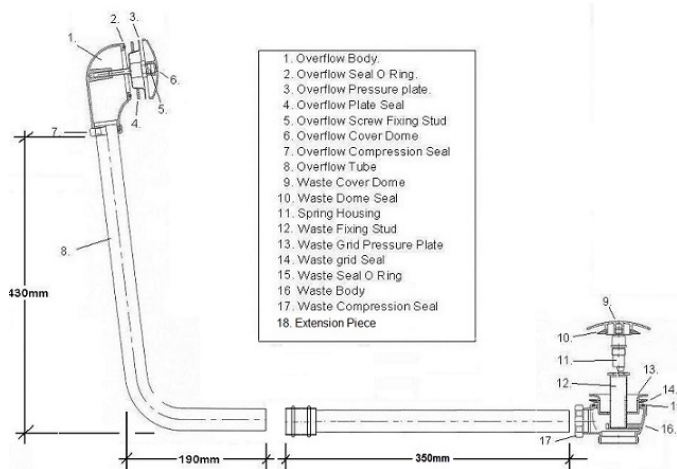 2. 3.
1.
6.
5.
4.
7.
8.
430mm
190mm
350mm
1. Overflow Body.
2. Overflow Seal O Ring.
3. Overflow Pressure plate.
4. Overflow Plate Seal
5. Overflow Screw Fixing Stud
6. Overflow Cover Dome
7. Overflow Compression Seal
8. Overflow Tube
9. Waste Cover Dome
10. Waste Dome Seal
11. Spring Housing
12. Waste Fixing Stud
13. Waste Grid Pressure Plate
14. Waste grid Seal
15. Waste Seal O Ring
16. Waste Body
17. Waste Compression Seal
18. Extension Piece
9.
10.
11.
13.
12.
14.
16.
17